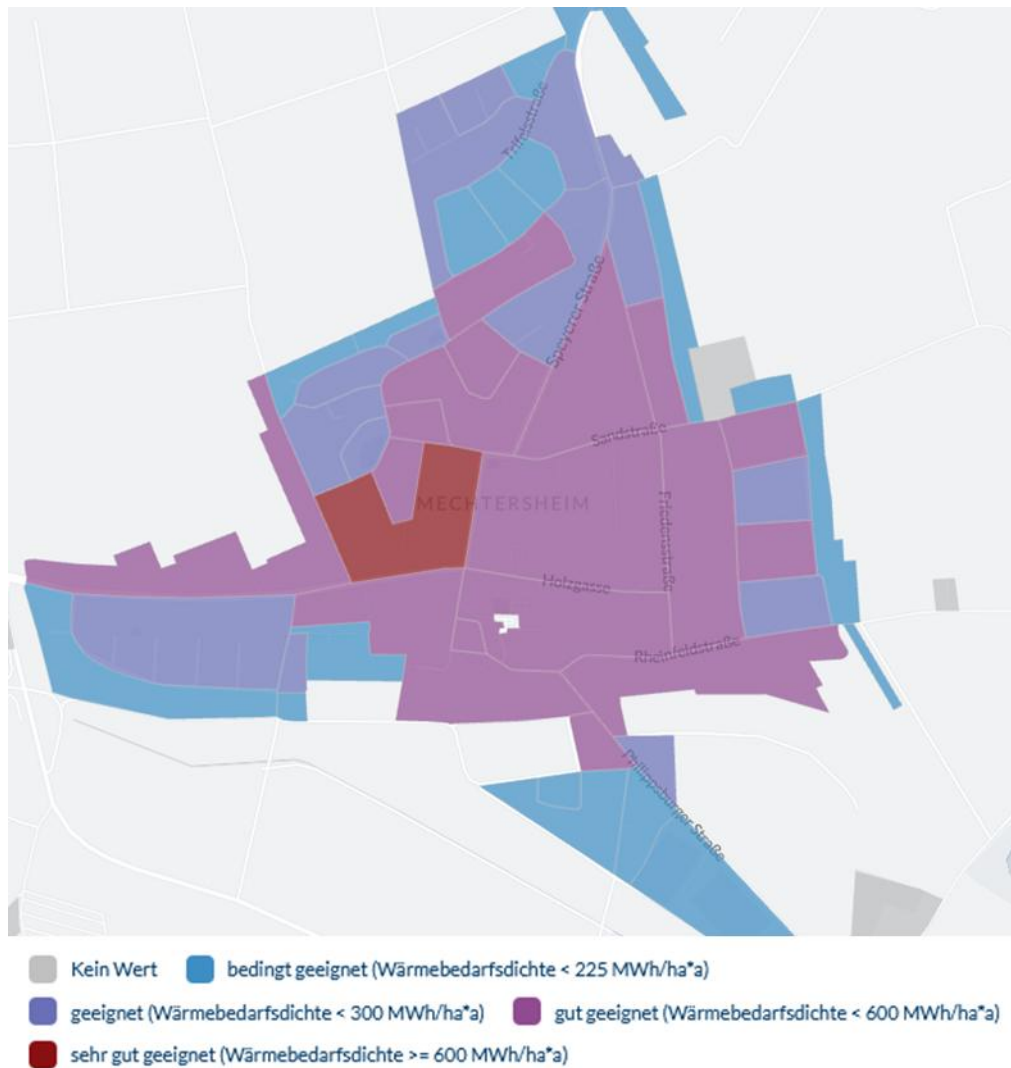 Trifelsstraße
Speyerer Straße
Sandstraße
MECHTERSHEIM
Friedensstraße
Holzgasse
Rheinfeldstraße
Philippsburger Straße
Kein Wert
bedingt geeignet (Wärmebedarfsdichte < 225 MWh/ha*a)
geeignet (Wärmebedarfsdichte < 300 MWh/ha*a)
gut geeignet (Wärmebedarfsdichte < 600 MWh/ha*a)
sehr gut geeignet (Wärmebedarfsdichte >= 600 MWh/ha*a)